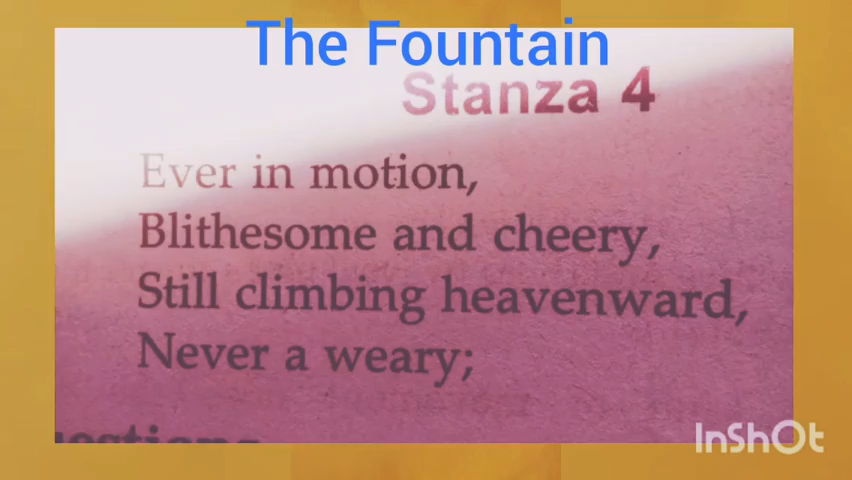 The Fountain
Stanza 4
Ever in motion,
Blithesome and cheery,
Still climbing heavenward,
Never a weary;
InShOt